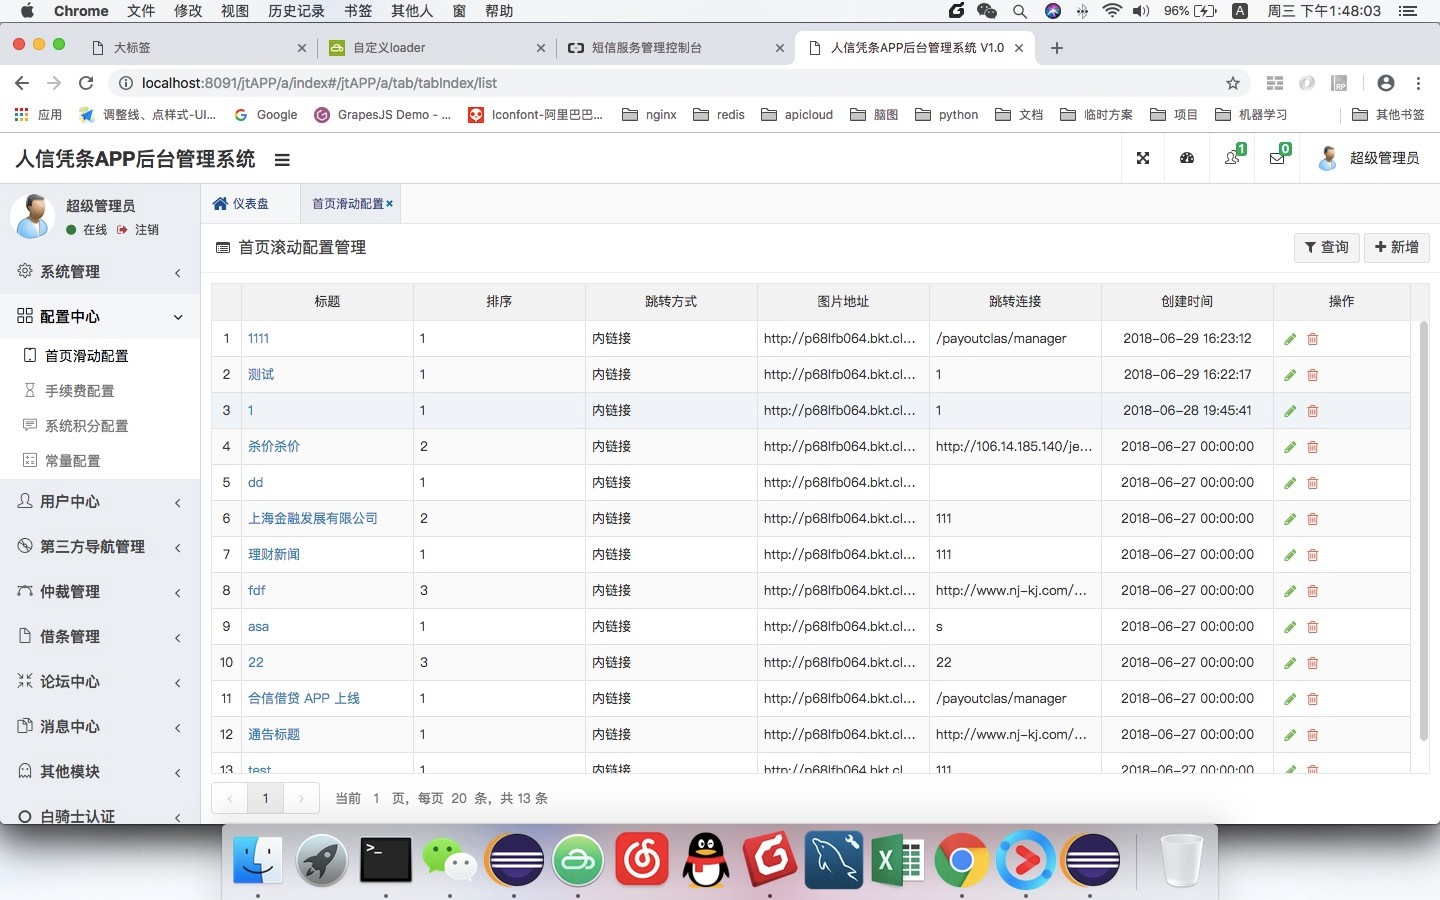 Chrome 文件 修改 视图 历史记录 书签 其他人 窗 帮助 96% A 周三 下午1:48:03
大标签 自定义loader 短信服务管理控制台 人信凭条APP后台管理系统 V1.0
localhost:8091/jtAPP/a/index#/jtAPP/a/tab/tabIndex/list
应用 调整线、点样式-UI... Google GrapesJS Demo - ... Iconfont-阿里巴巴... nginx redis apicloud 脑图 python 文档 临时方案 项目 机器学习 其他书签
人信凭条APP后台管理系统 1 0 超级管理员
超级管理员
在线 注销
系统管理
配置中心
首页滑动配置
手续费配置
系统积分配置
常量配置
用户中心
第三方导航管理
仲裁管理
借条管理
论坛中心
消息中心
其他模块
白骑士认证
仪表盘 首页滑动配置
首页滚动配置管理 查询 新增
标题 排序 跳转方式 图片地址 跳转连接 创建时间 操作
1 1111 1 内链接 http://p68lfb064.bkt.cl... /payoutclas/manager 2018-06-29 16:23:12
2 测试 1 内链接 http://p68lfb064.bkt.cl... 1 2018-06-29 16:22:17
3 1 1 内链接 http://p68lfb064.bkt.cl... 1 2018-06-28 19:45:41
4 杀价杀价 2 内链接 http://p68lfb064.bkt.cl... http://106.14.185.140/je... 2018-06-27 00:00:00
5 dd 1 内链接 http://p68lfb064.bkt.cl... 2018-06-27 00:00:00
6 上海金融发展有限公司 2 内链接 http://p68lfb064.bkt.cl... 111 2018-06-27 00:00:00
7 理财新闻 1 内链接 http://p68lfb064.bkt.cl... 111 2018-06-27 00:00:00
8 fdf 3 内链接 http://p68lfb064.bkt.cl... http://www.nj-kj.com/... 2018-06-27 00:00:00
9 asa 1 内链接 http://p68lfb064.bkt.cl... s 2018-06-27 00:00:00
10 22 3 内链接 http://p68lfb064.bkt.cl... 22 2018-06-27 00:00:00
11 合信借贷 APP 上线 1 内链接 http://p68lfb064.bkt.cl... /payoutclas/manager 2018-06-27 00:00:00
12 通告标题 1 内链接 http://p68lfb064.bkt.cl... http://www.nj-kj.com/... 2018-06-27 00:00:00
13 test 1 内链接 http://p68lfb064.bkt.cl... 111 2018-06-27 00:00:00
1 当前 1 页, 每页 20 条, 共 13 条